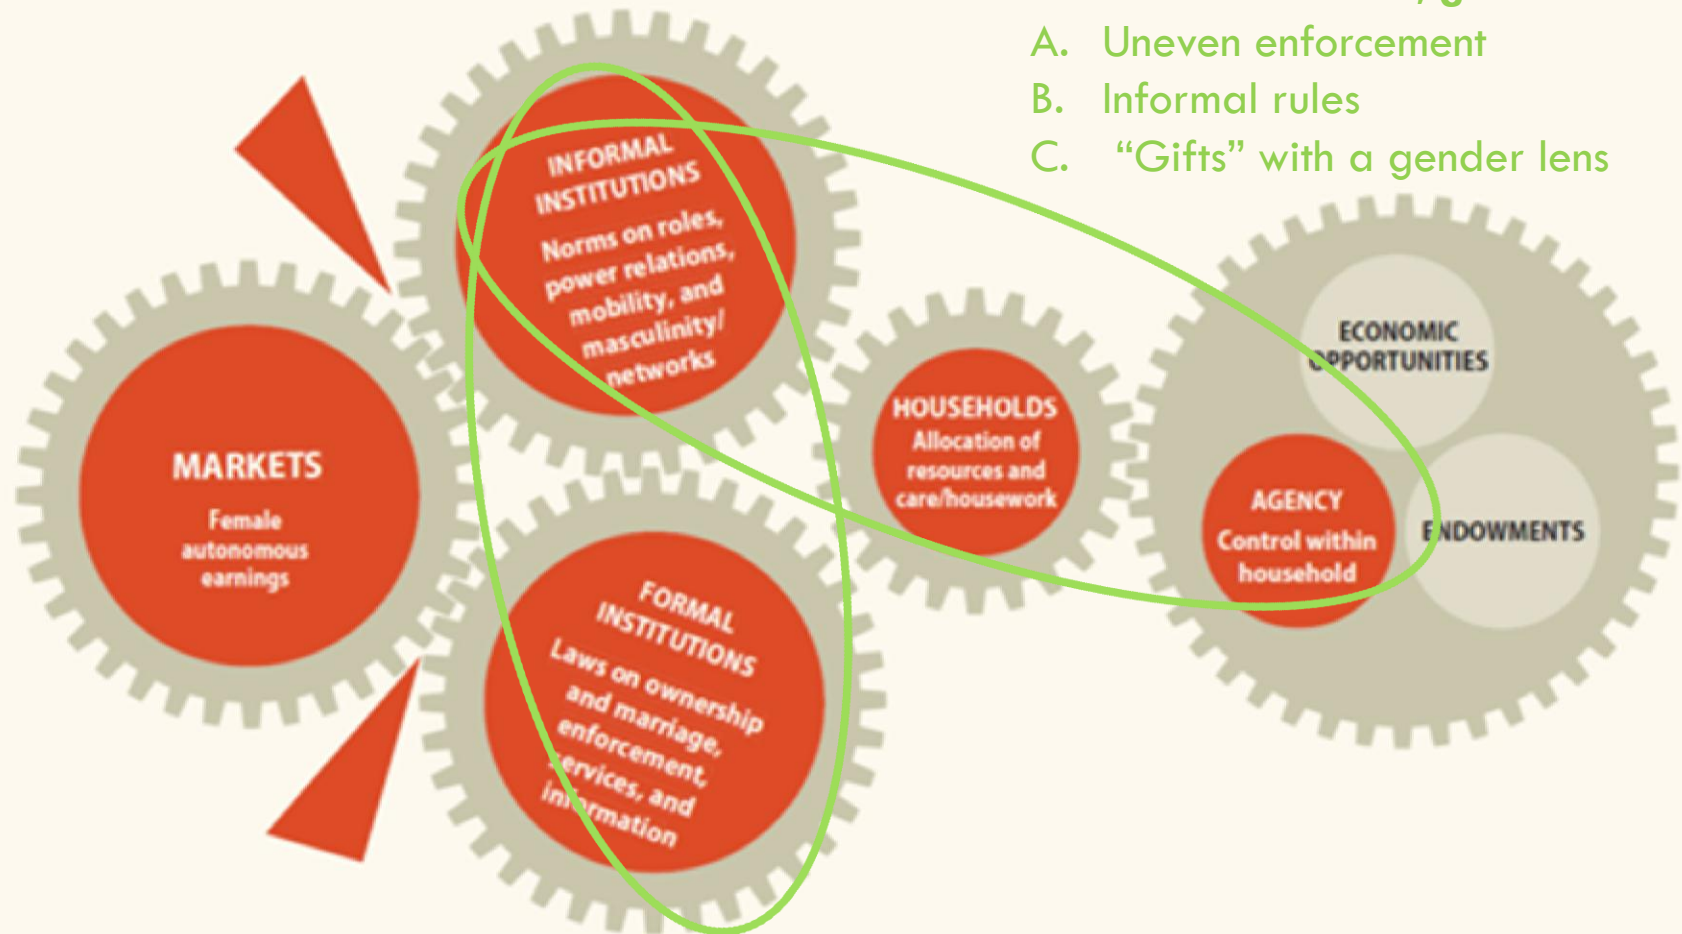 A. Uneven enforcement
B. Informal rules
C. “Gifts” with a gender lens
INFORMAL
INSTITUTIONS
Norms on roles,
power relations,
mobility, and
masculinity/
networks
MARKETS
Female
autonomous
earnings
FORMAL
INSTITUTIONS
Laws on ownership
and marriage,
enforcement,
services, and
information
HOUSEHOLDS
Allocation of
resources and
care/housework
ECONOMIC
OPPORTUNITIES
AGENCY
Control within
household
ENDOWMENTS